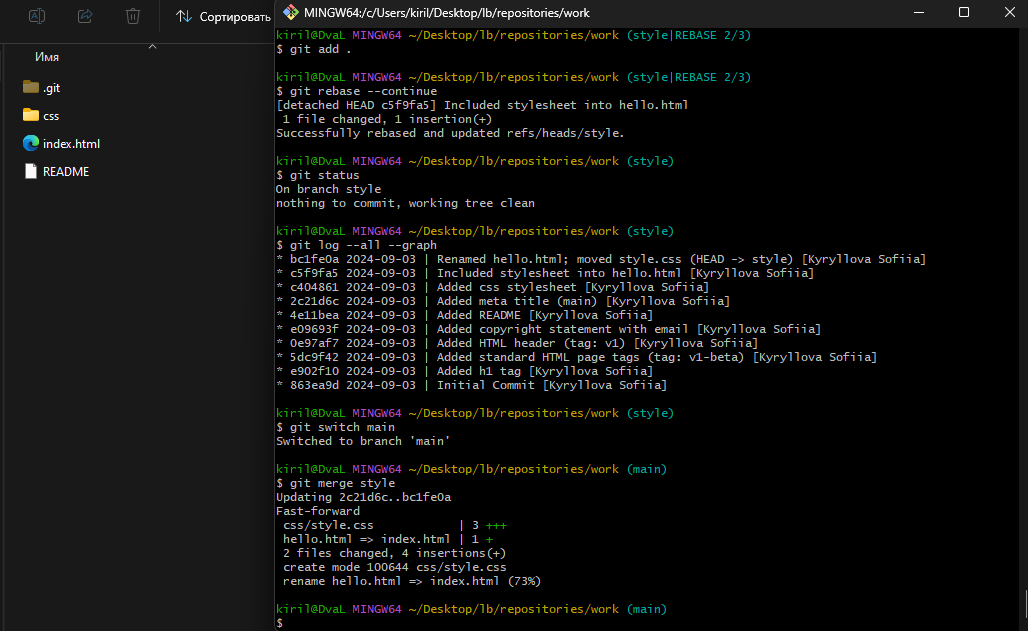 Сортировать
Имя
.git
css
index.html
README
MINGW64:/c/Users/kiril/Desktop/lb/repositories/work
kiril@DvaL MINGW64 ~/Desktop/lb/repositories/work (style|REBASE 2/3)
$ git add .
kiril@DvaL MINGW64 ~/Desktop/lb/repositories/work (style|REBASE 2/3)
$ git rebase --continue
[detached HEAD c5f9fa5] Included stylesheet into hello.html
1 file changed, 1 insertion(+)
Successfully rebased and updated refs/heads/style.
kiril@DvaL MINGW64 ~/Desktop/lb/repositories/work (style)
$ git status
On branch style
nothing to commit, working tree clean
kiril@DvaL MINGW64 ~/Desktop/lb/repositories/work (style)
$ git log --all --graph
* bc1fe0a 2024-09-03 | Renamed hello.html; moved style.css (HEAD -> style) [Kyryllova Sofiia]
* c5f9fa5 2024-09-03 | Included stylesheet into hello.html [Kyryllova Sofiia]
* c404861 2024-09-03 | Added css stylesheet [Kyryllova Sofiia]
* 2c21d6c 2024-09-03 | Added meta title (main) [Kyryllova Sofiia]
* 4e11bea 2024-09-03 | Added README [Kyryllova Sofiia]
* e09693f 2024-09-03 | Added copyright statement with email [Kyryllova Sofiia]
* 0e97af7 2024-09-03 | Added HTML header (tag: v1) [Kyryllova Sofiia]
* 5dc9f42 2024-09-03 | Added standard HTML page tags (tag: v1-beta) [Kyryllova Sofiia]
* e902f10 2024-09-03 | Added h1 tag [Kyryllova Sofiia]
* 863ea9d 2024-09-03 | Initial Commit [Kyryllova Sofiia]
kiril@DvaL MINGW64 ~/Desktop/lb/repositories/work (style)
$ git switch main
Switched to branch 'main'
kiril@DvaL MINGW64 ~/Desktop/lb/repositories/work (main)
$ git merge style
Updating 2c21d6c..bc1fe0a
Fast-forward
css/style.css | 3 +++
hello.html => index.html | 1 +
2 files changed, 4 insertions(+)
create mode 100644 css/style.css
rename hello.html => index.html (73%)
kiril@DvaL MINGW64 ~/Desktop/lb/repositories/work (main)
$